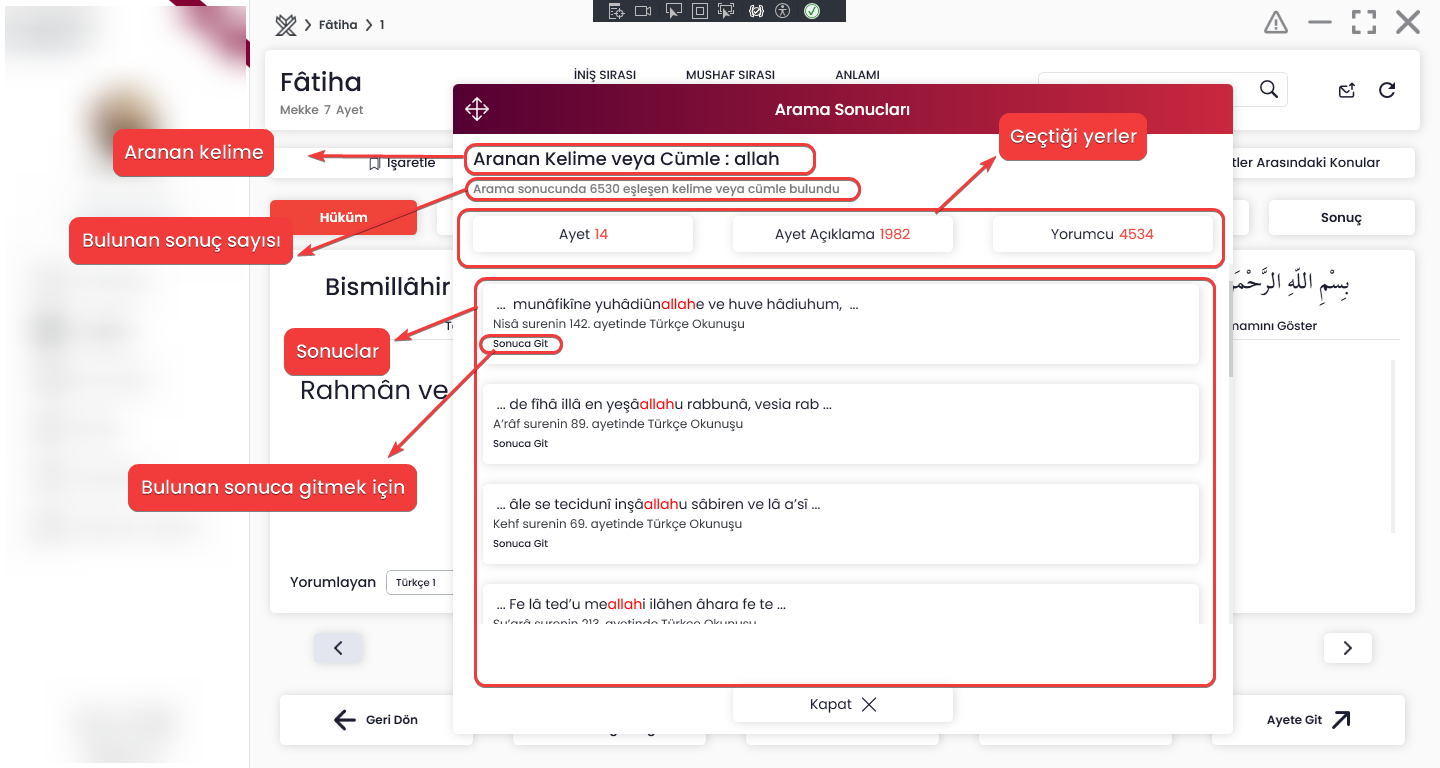 Fâtiha
1
Fâtiha
Mekke 7 Ayet
İNİŞ SIRASI
MUSHAF SIRASI
ANLAMI
Arama Sonuçları
Aranan kelime
Geçtiği yerler
İşaretle
Aranan Kelime veya Cümle : allah
Arama sonucunda 6530 eşleşen kelime veya cümle bulundu
Konular
Hüküm
Sonuç
Bulunan sonuç sayısı
Ayet 14
Ayet Açıklama 1982
Yorumcu 4534
Bismillâhir
بِسْمِ اللّهِ
... munâfikîne yuhâdiûnallahe ve huve hâdiuhum, ...
Nisâ surenin 142. ayetinde Türkçe Okunuşu
Sonuca Git
Göster
Sonuclar
Rahmân ve
... de fîhâ illâ en yeşâallahu rabbunâ, vesia rab ...
A'râf surenin 89. ayetinde Türkçe Okunuşu
Sonuca Git
Bulunan sonuca gitmek için
... âle se tecidunî inşâallahu sâbiren ve lâ a'sî ...
Kehf surenin 69. ayetinde Türkçe Okunuşu
Sonuca Git
Yorumlayan
Türkçe 1
... Fe lâ ted'u meallahi ilâhen âhara fe te ...
Şu'arâ surenin 213. ayetinde Türkçe Okunuşu
Kapat
Geri Dön
Ayete Git